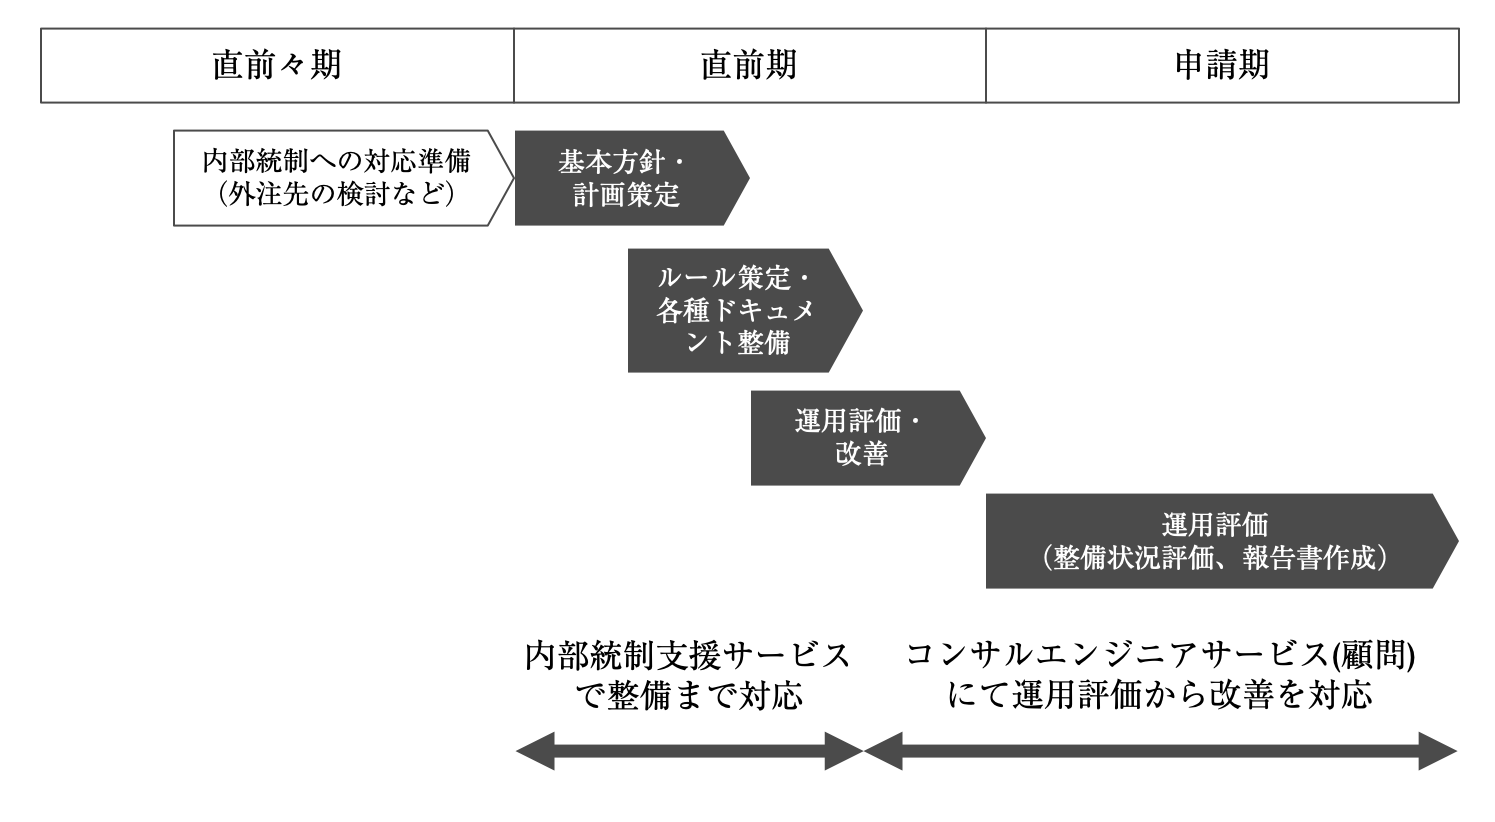 直前々期
直前期
申請期
内部統制への対応準備
（外注先の検討など）
基本方針・
計画策定
ルール策定・
各種ドキュメ
ント整備
運用評価・
改善
運用評価
（整備状況評価、報告書作成）
内部統制支援サービス
で整備まで対応
コンサルエンジニアサービス(顧問)
にて運用評価から改善を対応